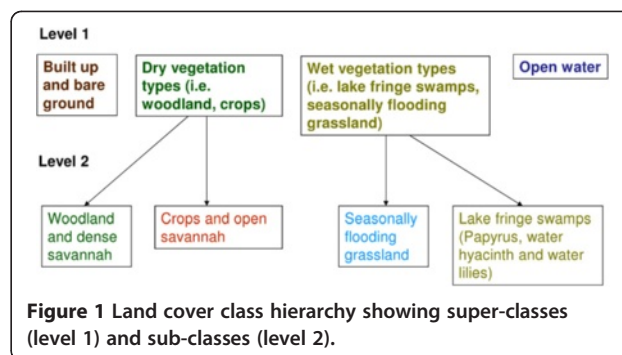 Level 1
Built up
and bare
ground
Dry vegetation
types (i.e.
woodland, crops)
Wet vegetation types
(i.e. lake fringe swamps,
seasonally flooding
grassland)
Open water
Level 2
Woodland
and dense
savannah
Crops and open
savannah
Seasonally
flooding
grassland
Lake fringe swamps
(Papyrus, water
hyacinth and water
lilies)
Figure 1 Land cover class hierarchy showing super-classes
(level 1) and sub-classes (level 2).